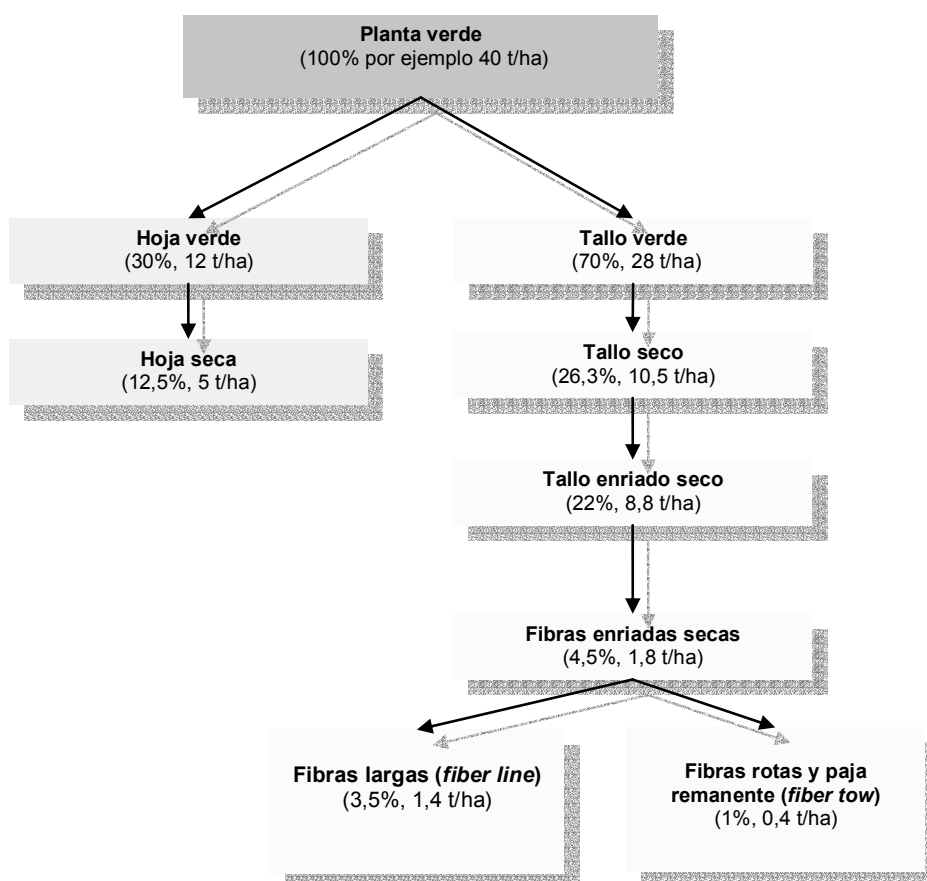 Planta verde
(100% por ejemplo 40 t/ha)
Hoja verde
(30%, 12 t/ha)
Tallo verde
(70%, 28 t/ha)
Hoja seca
(12,5%, 5 t/ha)
Tallo seco
(26,3%, 10,5 t/ha)
Tallo enriado seco
(22%, 8,8 t/ha)
Fibras enriadas secas
(4,5%, 1,8 t/ha)
Fibras largas (fiber line)
(3,5%, 1,4 t/ha)
Fibras rotas y paja
remanente (fiber tow)
(1%, 0,4 t/ha)